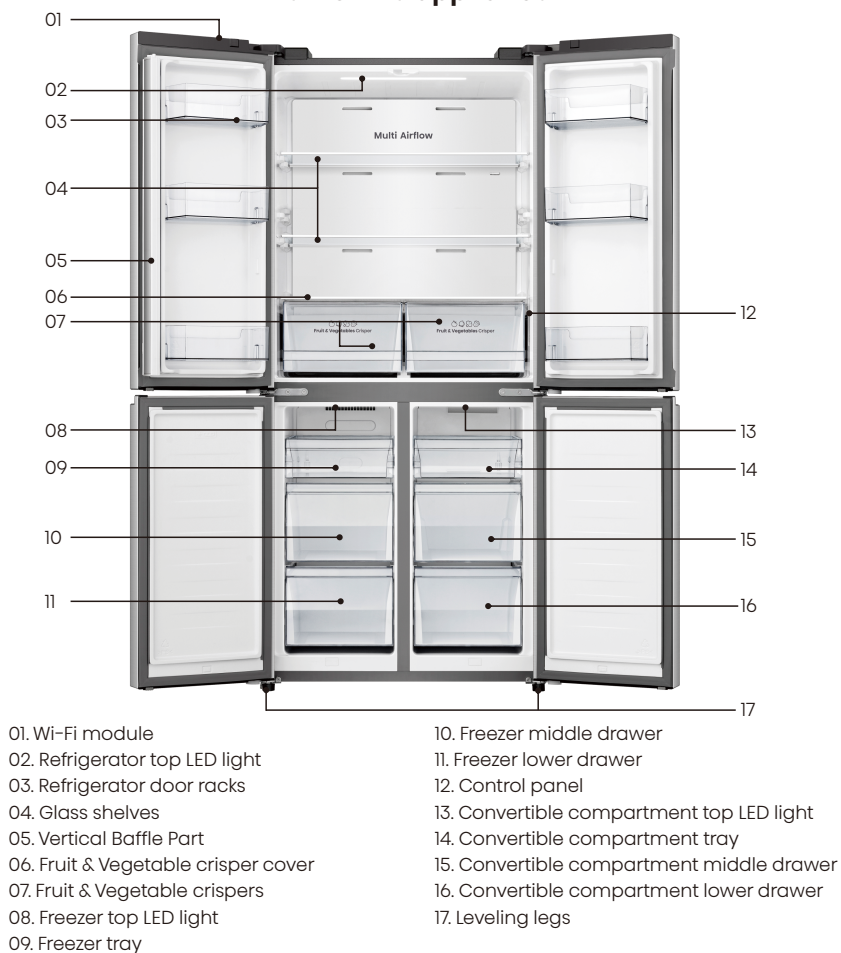 01
02
03
Multi Airflow
04
05
06
07
12
Fruit & Vegetables Crisper
Fruit & Vegetables Crisper
08
13
09
14
10
15
11
16
17
01. Wi-Fi module
02. Refrigerator top LED light
03. Refrigerator door racks
04. Glass shelves
05. Vertical Baffle Part
06. Fruit & Vegetable crisper cover
07. Fruit & Vegetable crispers
08. Freezer top LED light
09. Freezer tray
10. Freezer middle drawer
11. Freezer lower drawer
12. Control panel
13. Convertible compartment top LED light
14. Convertible compartment tray
15. Convertible compartment middle drawer
16. Convertible compartment lower drawer
17. Leveling legs